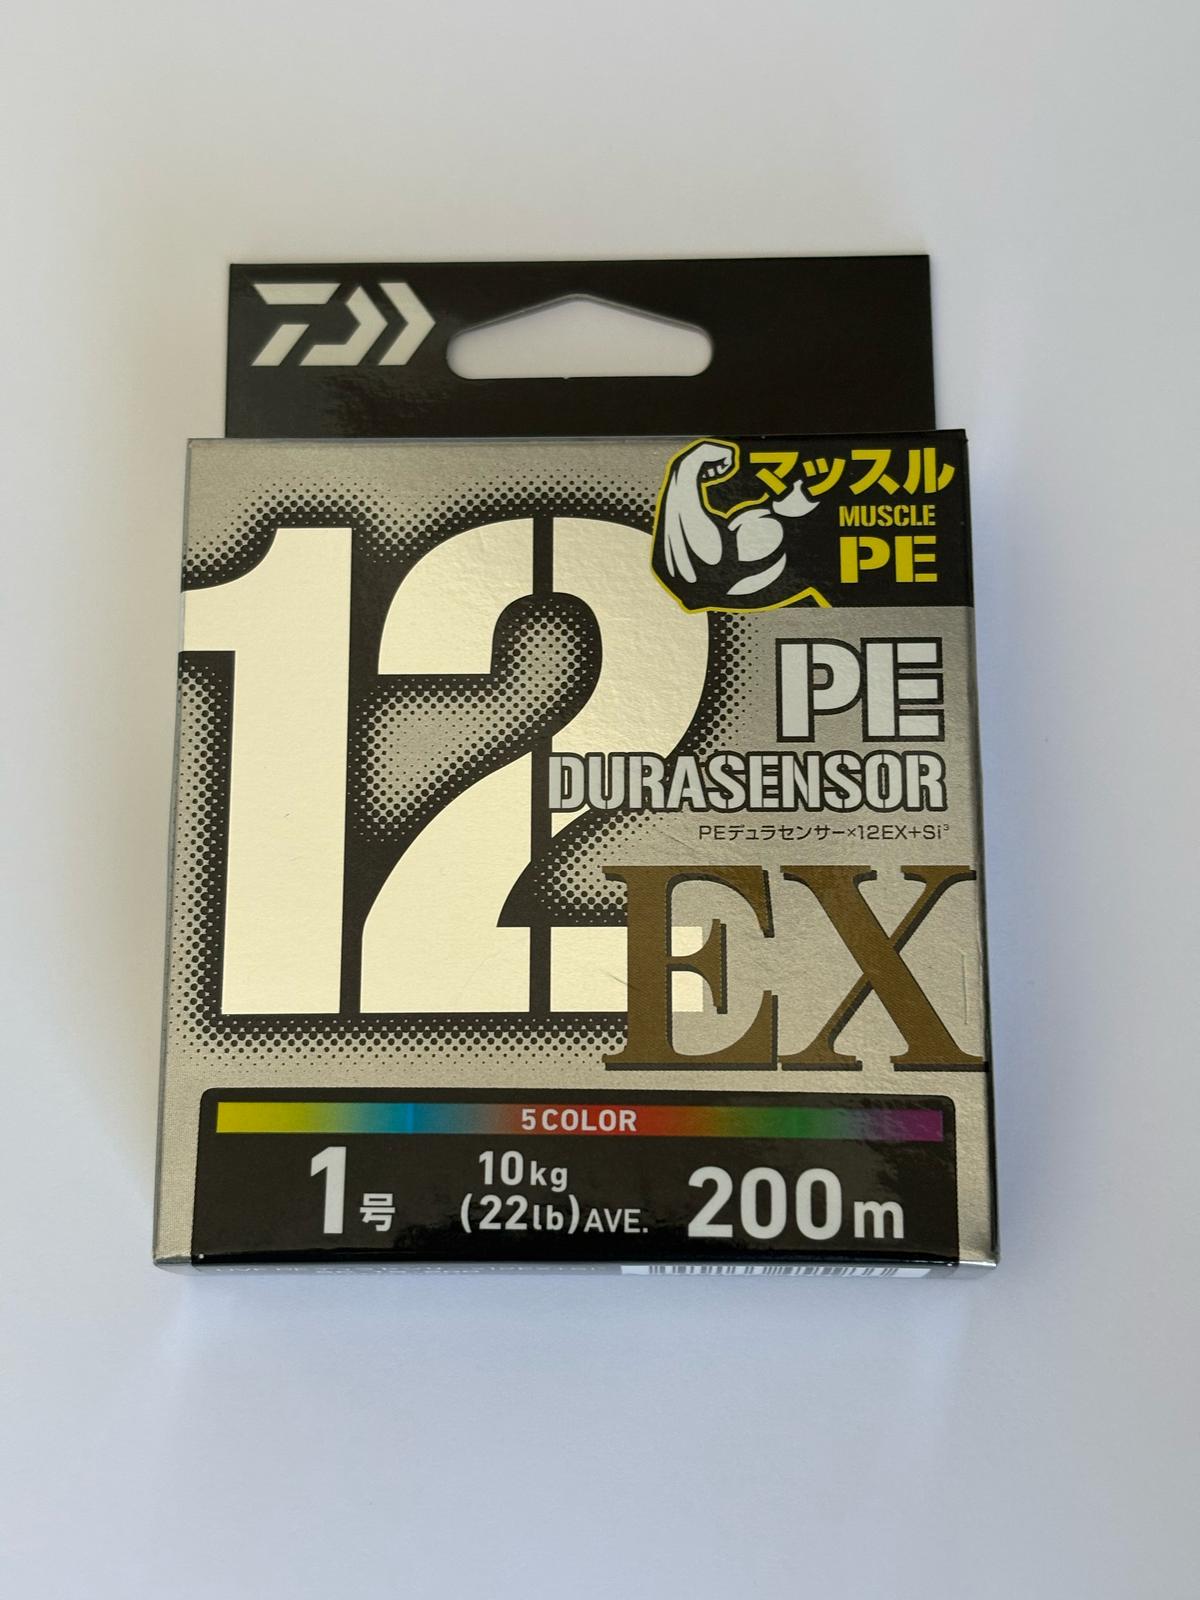 マッスル
MUSCLE
PE
12
PE
DURASENSOR
PEデュラセンサー×12EX+Si³
EX
5COLOR
1号 10kg (22lb) AVE. 200m